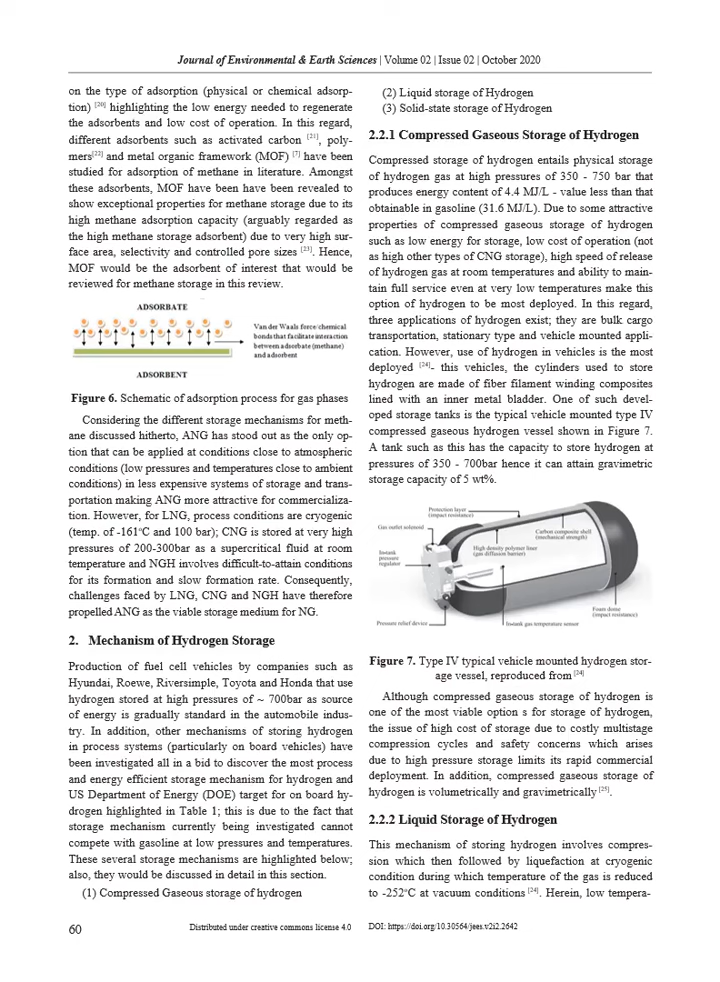 Journal of Environmental & Earth Sciences | Volume 02 | Issue 02 | October 2020
on the type of adsorption (physical or chemical adsorp-
tion) [20] highlighting the low energy needed to regenerate
the adsorbents and low cost of operation. In this regard,
different adsorbents such as activated carbon [21], poly-
mers[22] and metal organic framework (MOF) [7] have been
studied for adsorption of methane in literature. Amongst
these adsorbents, MOF have been have been revealed to
show exceptional properties for methane storage due to its
high methane adsorption capacity (arguably regarded as
the high methane storage adsorbent) due to very high sur-
face area, selectivity and controlled pore sizes [23]. Hence,
MOF would be the adsorbent of interest that would be
reviewed for methane storage in this review.
ADSORBATE
Van der Waals force/chemical
bonds that facilitate interaction
between adsorbate (methane)
and adsorbent
ADSORBENT
Figure 6. Schematic of adsorption process for gas phases
Considering the different storage mechanisms for meth-
ane discussed hitherto, ANG has stood out as the only op-
tion that can be applied at conditions close to atmospheric
conditions (low pressures and temperatures close to ambient
conditions) in less expensive systems of storage and trans-
portation making ANG more attractive for commercializa-
tion. However, for LNG, process conditions are cryogenic
(temp. of -161°C and 100 bar); CNG is stored at very high
pressures of 200-300bar as a supercritical fluid at room
temperature and NGH involves difficult-to-attain conditions
for its formation and slow formation rate. Consequently,
challenges faced by LNG, CNG and NGH have therefore
propelled ANG as the viable storage medium for NG.
2. Mechanism of Hydrogen Storage
Production of fuel cell vehicles by companies such as
Hyundai, Roewe, Riversimple, Toyota and Honda that use
hydrogen stored at high pressures of ~ 700bar as source
of energy is gradually standard in the automobile indus-
try. In addition, other mechanisms of storing hydrogen
in process systems (particularly on board vehicles) have
been investigated all in a bid to discover the most process
and energy efficient storage mechanism for hydrogen and
US Department of Energy (DOE) target for on board hy-
drogen highlighted in Table 1; this is due to the fact that
storage mechanism currently being investigated cannot
compete with gasoline at low pressures and temperatures.
These several storage mechanisms are highlighted below;
also, they would be discussed in detail in this section.
(1) Compressed Gaseous storage of hydrogen
(2) Liquid storage of Hydrogen
(3) Solid-state storage of Hydrogen
2.2.1 Compressed Gaseous Storage of Hydrogen
Compressed storage of hydrogen entails physical storage
of hydrogen gas at high pressures of 350 - 750 bar that
produces energy content of 4.4 MJ/L - value less than that
obtainable in gasoline (31.6 MJ/L). Due to some attractive
properties of compressed gaseous storage of hydrogen
such as low energy for storage, low cost of operation (not
as high other types of CNG storage), high speed of release
of hydrogen gas at room temperatures and ability to main-
tain full service even at very low temperatures make this
option of hydrogen to be most deployed. In this regard,
three applications of hydrogen exist; they are bulk cargo
transportation, stationary type and vehicle mounted appli-
cation. However, use of hydrogen in vehicles is the most
deployed [24]- this vehicles, the cylinders used to store
hydrogen are made of fiber filament winding composites
lined with an inner metal bladder. One of such devel-
oped storage tanks is the typical vehicle mounted type IV
compressed gaseous hydrogen vessel shown in Figure 7.
A tank such as this has the capacity to store hydrogen at
pressures of 350 - 700bar hence it can attain gravimetric
storage capacity of 5 wt%.
Protection layer
(impact resistance)
Gas outlet solenoid
Carbon composite shell
(mechanical strength)
High density polymer liner
(gas diffusion barrier)
In-tank
pressure
regulator
Foam dome
(impact resistance)
Pressure relief device
In-tank gas temperature sensor
Figure 7. Type IV typical vehicle mounted hydrogen stor-
age vessel, reproduced from [24]
Although compressed gaseous storage of hydrogen is
one of the most viable option s for storage of hydrogen,
the issue of high cost of storage due to costly multistage
compression cycles and safety concerns which arises
due to high pressure storage limits its rapid commercial
deployment. In addition, compressed gaseous storage of
hydrogen is volumetrically and gravimetrically [25].
2.2.2 Liquid Storage of Hydrogen
This mechanism of storing hydrogen involves compres-
sion which then followed by liquefaction at cryogenic
condition during which temperature of the gas is reduced
to -252°C at vacuum conditions [24]. Herein, low tempera-
60
Distributed under creative commons license 4.0
DOI: https://doi.org/10.30564/jees.v2i2.2642